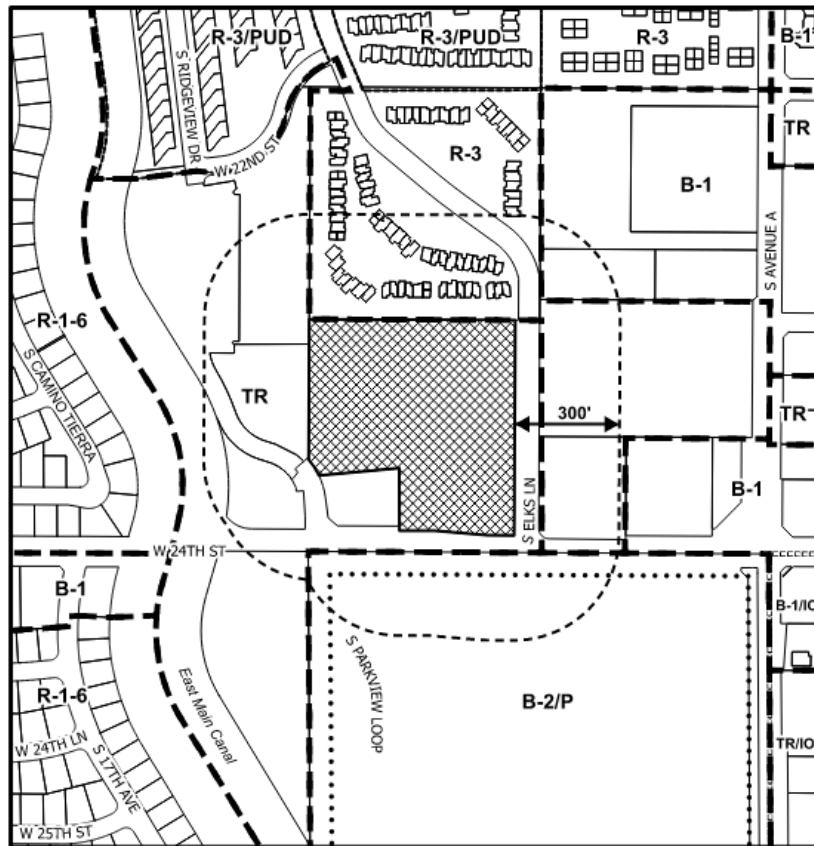 R-3/PUD
R-3/PUD
R-3
B-1
S RIDGEVIEW DR
W 22ND ST
TR
R-3
B-1
S AVENUE A
R-1-6
S CAMINO TIERRA
TR
300'
TR
B-1
S ELKS LN
W 24TH ST
B-1
B-1/IO
S PARKVIEW LOOP
R-1-6
East Main Canal
B-2/P
W 24TH LN
S 17TH AVE
TR/IO
W 25TH ST